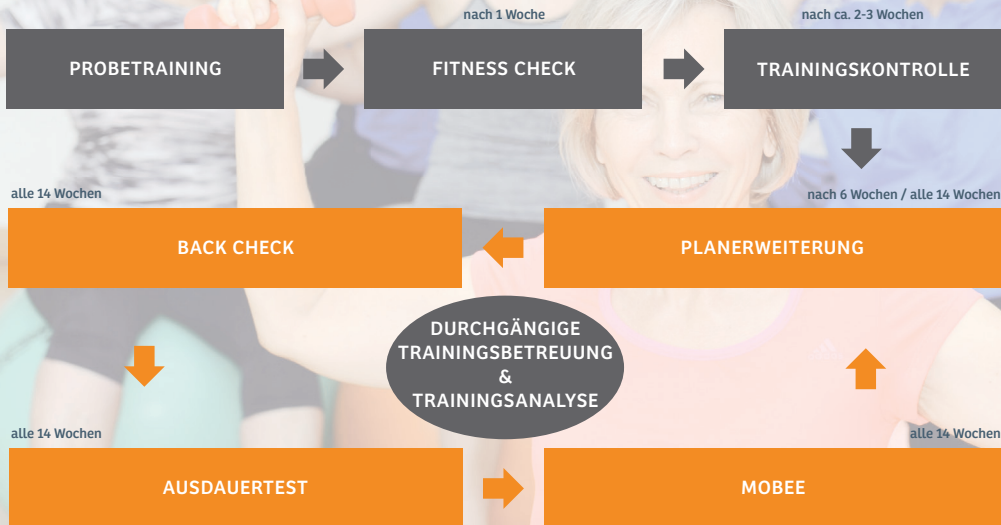 nach 1 Woche
nach ca. 2-3 Wochen
PROBETRAINING
FITNESS CHECK
TRAININGSKONTROLLE
alle 14 Wochen
nach 6 Wochen / alle 14 Wochen
BACK CHECK
PLANERWEITERUNG
DURCHGÄNGIGE
TRAININGSBETREUUNG
&
TRAININGSANALYSE
alle 14 Wochen
alle 14 Wochen
AUSDAUERTEST
MOBEE